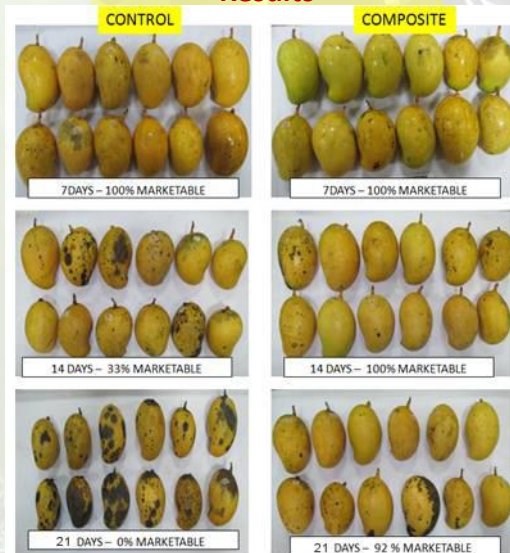 Results
CONTROL
COMPOSITE
7DAYS – 100% MARKETABLE
7DAYS – 100% MARKETABLE
14 DAYS – 33% MARKETABLE
14 DAYS – 100% MARKETABLE
21 DAYS – 0% MARKETABLE
21 DAYS – 92 % MARKETABLE